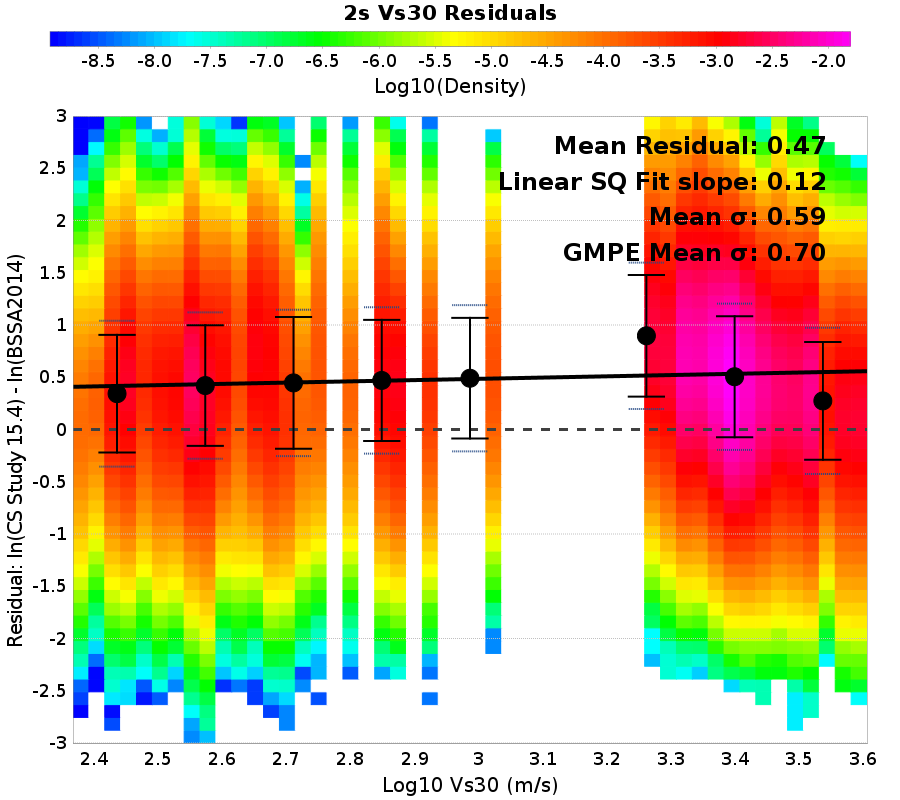 2s Vs30 Residuals
-8.5 -8.0 -7.5 -7.0 -6.5 -6.0 -5.5 -5.0 -4.5 -4.0 -3.5 -3.0 -2.5 -2.0
Log10(Density)
Mean Residual: 0.47
Linear SQ Fit slope: 0.12
Mean σ: 0.59
GMPE Mean σ: 0.70
Residual: ln(CS Study 15.4) - ln(BSSA2014)
3
2.5
2
1.5
1
0.5
0
-0.5
-1
-1.5
-2
-2.5
-3
2.4 2.5 2.6 2.7 2.8 2.9 3 3.1 3.2 3.3 3.4 3.5 3.6
Log10 Vs30 (m/s)